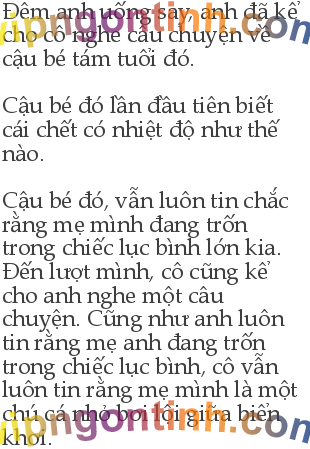 Đêm anh uống say, anh đã kể
cho cô nghe câu chuyện về
cậu bé tám tuổi đó.
Cậu bé đó lần đầu tiên biết
cái chết có nhiệt độ như thế
nào.
Cậu bé đó, vẫn luôn tin chắc
rằng mẹ mình đang trốn
trong chiếc lục bình lớn kia.
Đến lượt mình, cô cũng kể
cho anh nghe một câu
chuyện. Cũng như anh luôn
tin rằng mẹ anh đang trốn
trong chiếc lục bình, cô vẫn
luôn tin rằng mẹ mình là một
chú cá nhỏ bơi lội giữa biển
khơi.
upngontinh.com
upngontinh.com